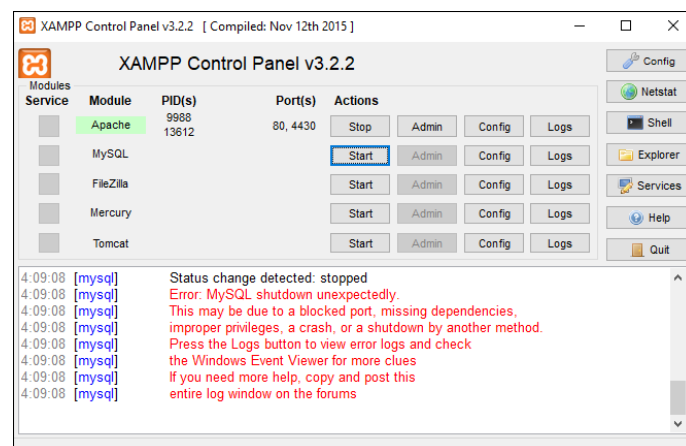 XAMPP Control Panel v3.2.2 [ Compiled: Nov 12th 2015 ]
XAMPP Control Panel v3.2.2
Config
Modules
Service Module PID(s) Port(s) Actions
Netstat
Apache 9988 80, 4430 Stop Admin Config Logs
13612
Shell
MySQL Start Admin Config Logs
Explorer
FileZilla Start Admin Config Logs
Services
Mercury Start Admin Config Logs
Help
Tomcat Start Admin Config Logs
Quit
4:09:08 [mysql] Status change detected: stopped
4:09:08 [mysql] Error: MySQL shutdown unexpectedly.
4:09:08 [mysql] This may be due to a blocked port, missing dependencies,
4:09:08 [mysql] improper privileges, a crash, or a shutdown by another method.
4:09:08 [mysql] Press the Logs button to view error logs and check
4:09:08 [mysql] the Windows Event Viewer for more clues
4:09:08 [mysql] If you need more help, copy and post this
4:09:08 [mysql] entire log window on the forums